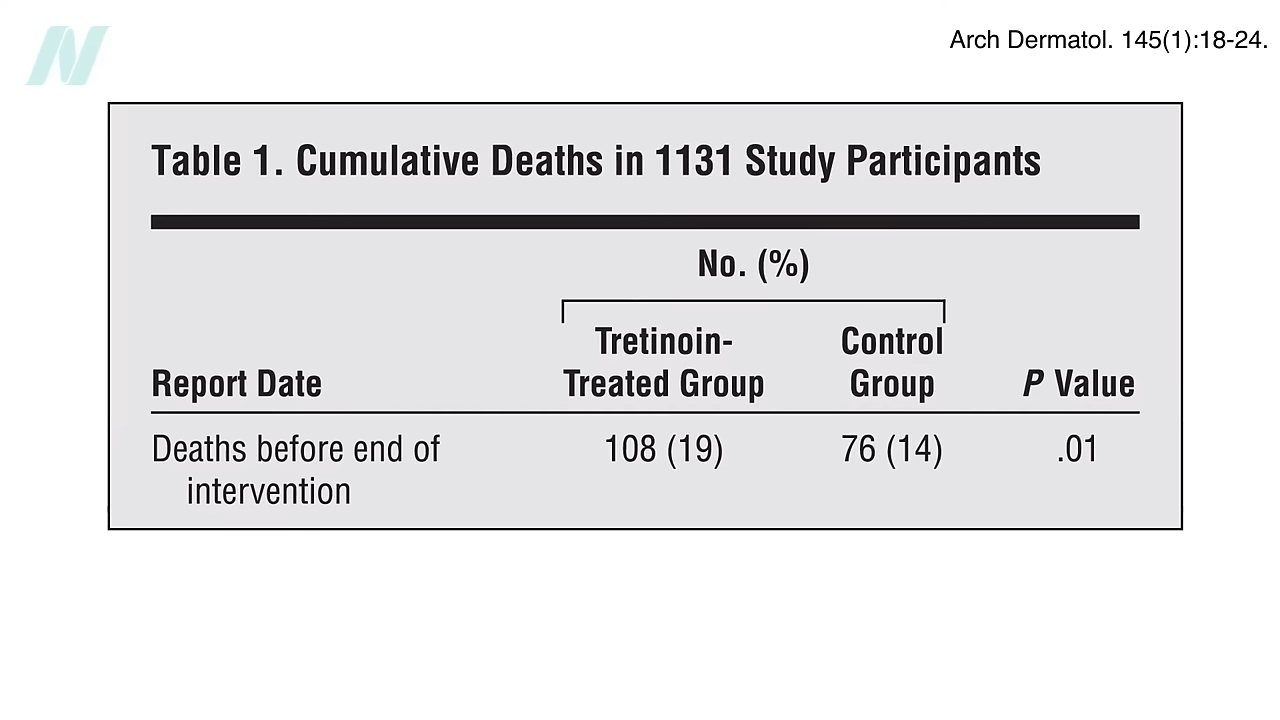 Arch Dermatol. 145(1):18-24.
Table 1. Cumulative Deaths in 1131 Study Participants
No. (%)
Report Date Tretinoin-Treated Group Control Group P Value
Deaths before end of intervention 108 (19) 76 (14) .01